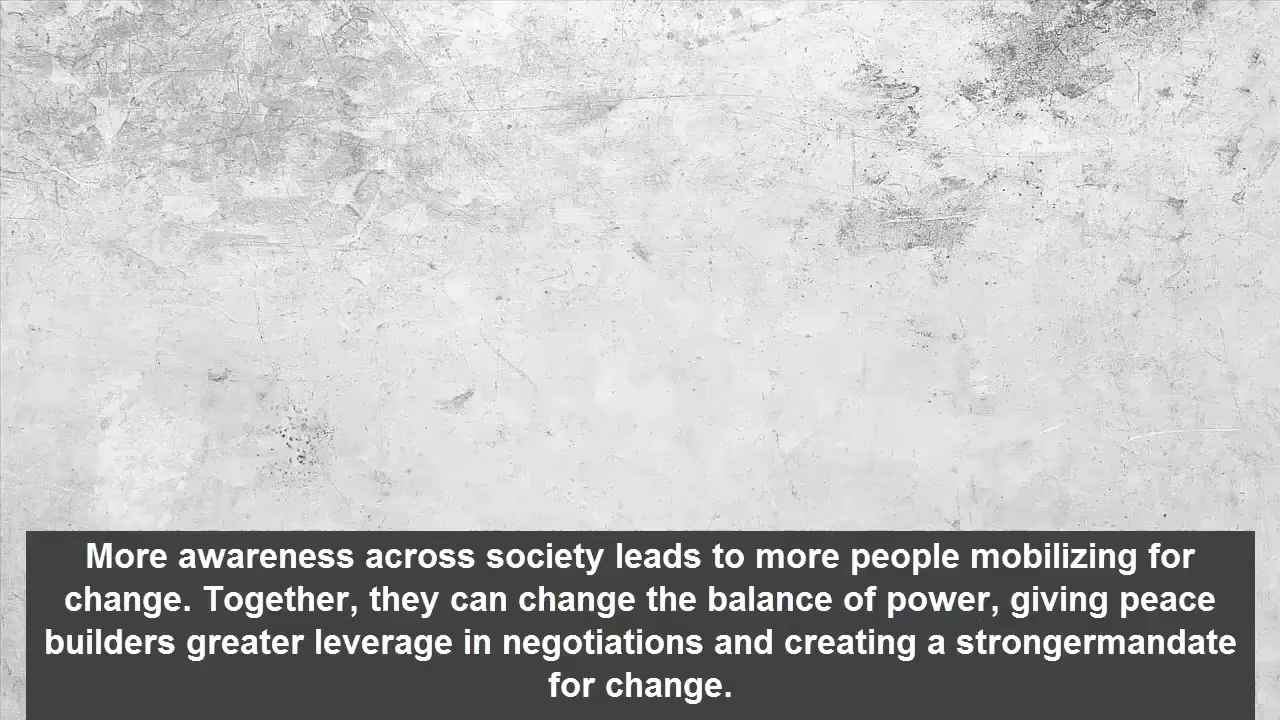 More awareness across society leads to more people mobilizing for
change. Together, they can change the balance of power, giving peace
builders greater leverage in negotiations and creating a strongermandate
for change.